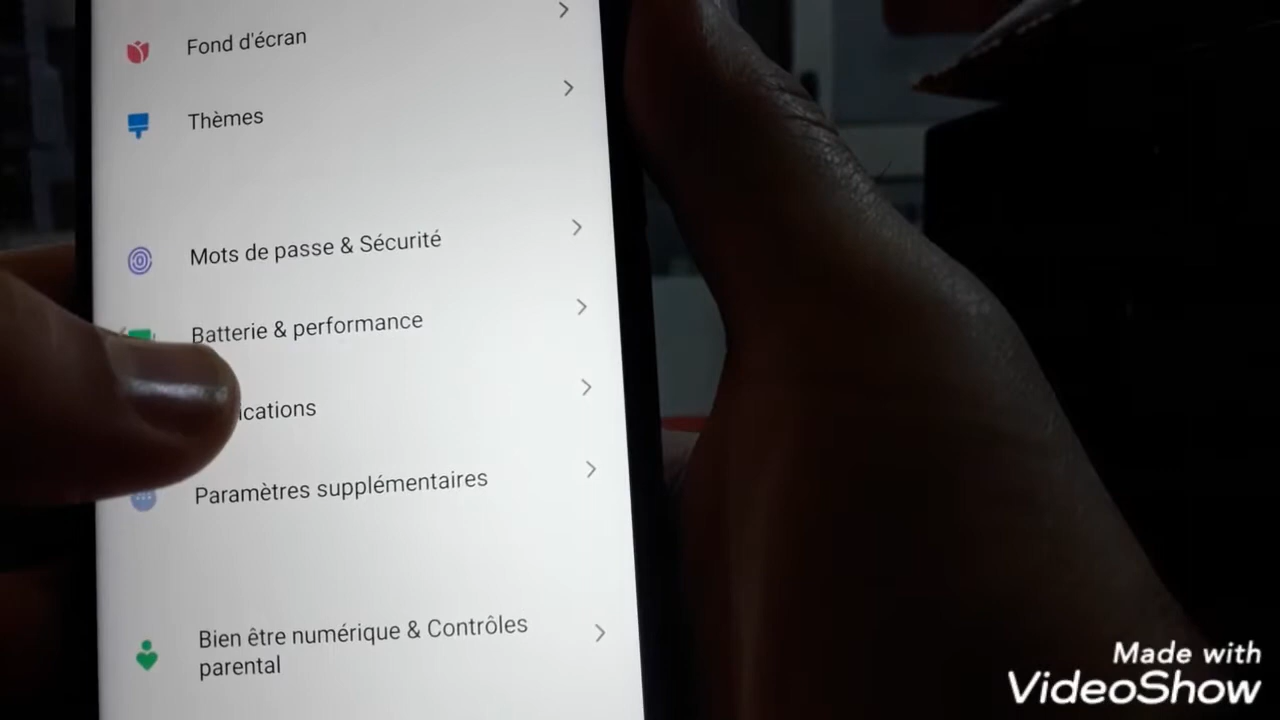 Fond d'écran
Thèmes
Mots de passe & Sécurité
Batterie & performance
Paramètres supplémentaires
Bien être numérique & Contrôles
parental
Made with
VideoShow